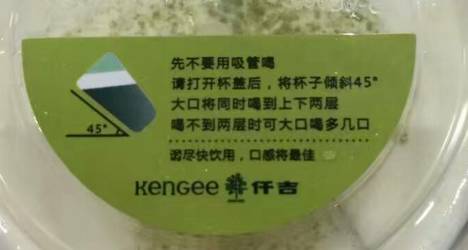 先不要用吸管喝
请打开杯盖后，将杯子倾斜45°
大口将同时喝到上下两层
喝不到两层时可大口喝多几口
45°
请尽快饮用，口感将最佳
KenGee 仟吉